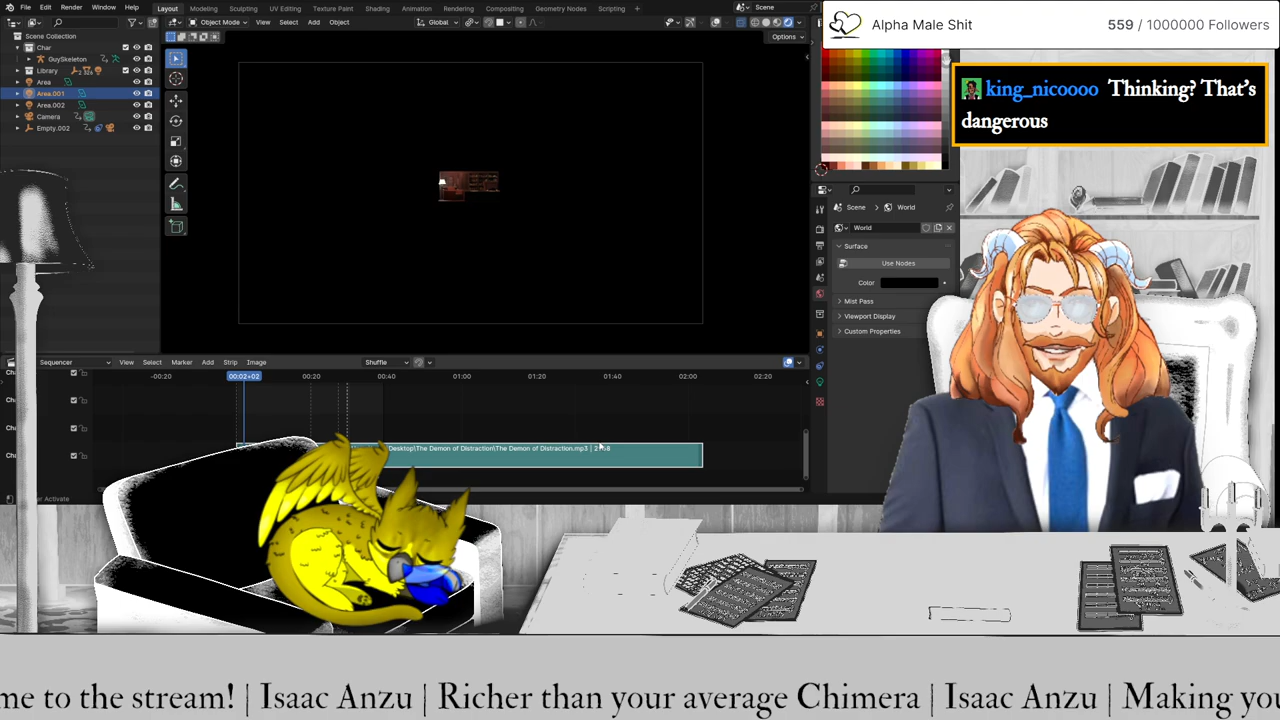 File Edit Render Window Help Layout Modeling Sculpting UV Editing Texture Paint Shading Animation Rendering Compositing Geometry Nodes Scripting Scene
Object Mode View Select Add Object Global
Options
Scene Collection
Char
GuySkeleton
Library
Area
Area.001
Area.002
Camera
Empty.002
Scene World
World
Surface
Use Nodes
Color
Mist Pass
Viewport Display
Custom Properties
Sequencer View Select Marker Add Strip Image Shuffle
-00:20 00:02+02 00:20 00:40 01:00 01:20 01:40 02:00 02:20
Desktop\The Demon of Distraction\The Demon of Distraction.mp3 |
Activate
Alpha Male Shit 559 / 1000000 Followers
king_nicoooo Thinking? That's
dangerous
me to the stream! | Isaac Anzu | Richer than your average Chimera | Isaac Anzu | Making you